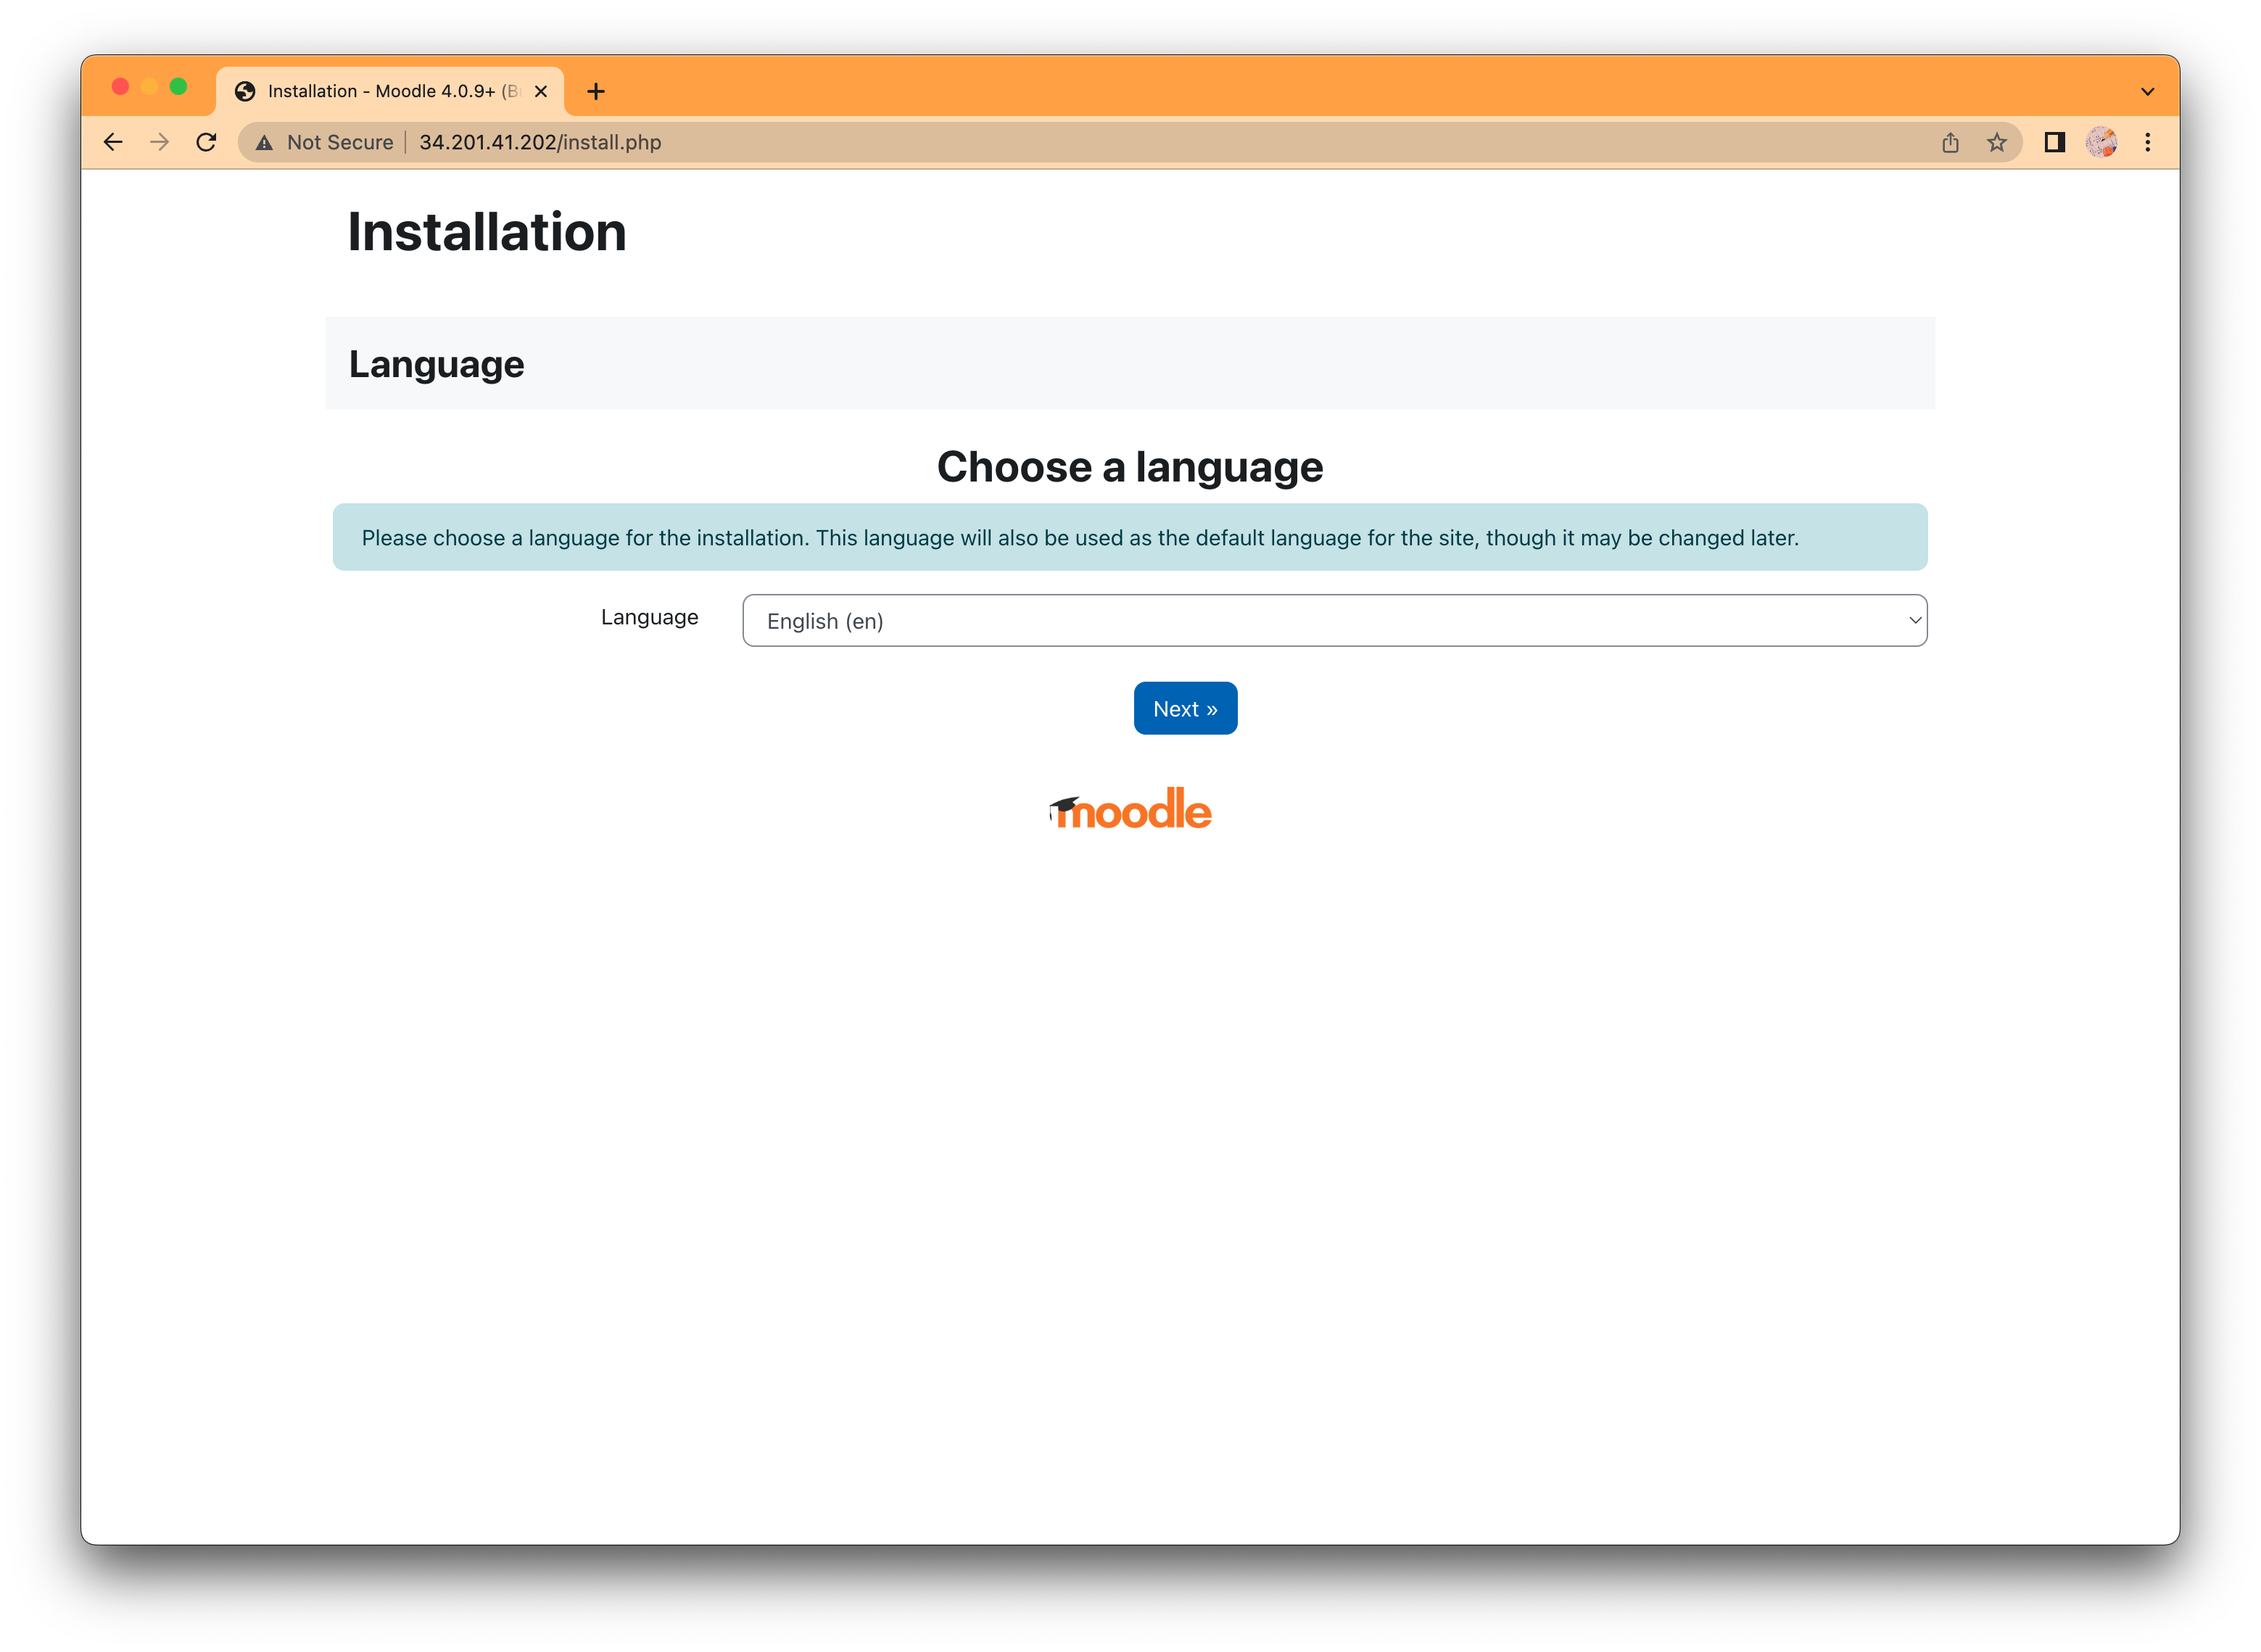 Installation - Moodle 4.0.9+ (B
Not Secure 34.201.41.202/install.php
Installation
Language
Choose a language
Please choose a language for the installation. This language will also be used as the default language for the site, though it may be changed later.
Language English (en)
Next »
moodle